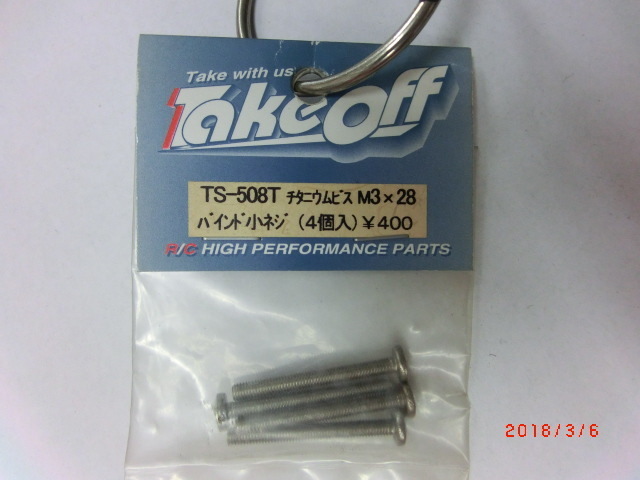 Take with us
TakeOff
TS-508T ﾁﾀﾆｳﾑﾋﾞｽ M3×28
ﾊﾞｲﾝﾄﾞ小ﾈｼﾞ (4個入) ¥400
R/C HIGH PERFORMANCE PARTS
2018/3/6